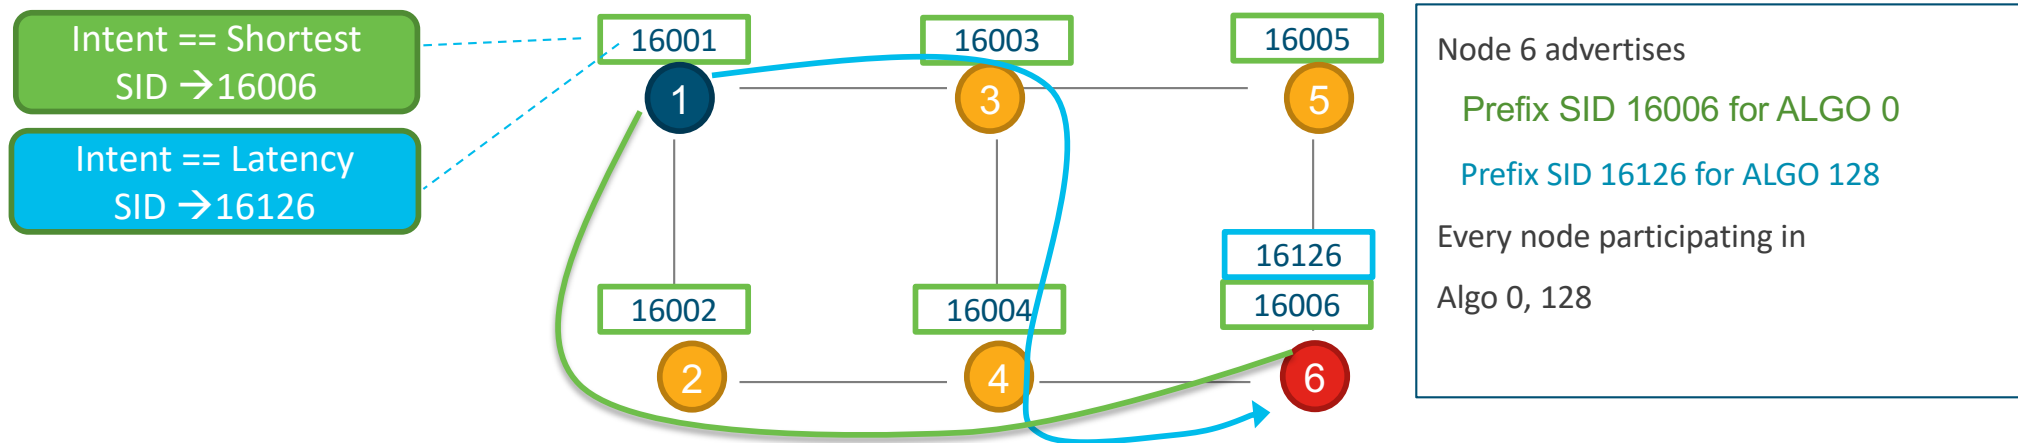 Intent == Shortest
SID →16006
Intent == Latency
SID →16126
16001
16003
16005
1
3
5
16126
16002
16004
16006
2
4
6
Node 6 advertises
Prefix SID 16006 for ALGO 0
Prefix SID 16126 for ALGO 128
Every node participating in
Algo 0, 128